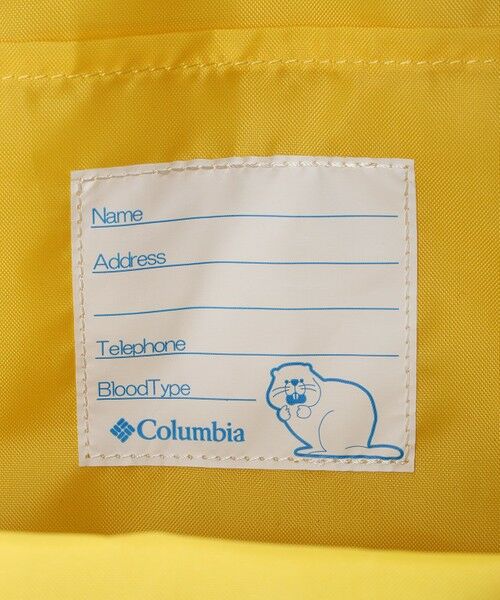 Name
Address
Telephone
BloodType
Columbia